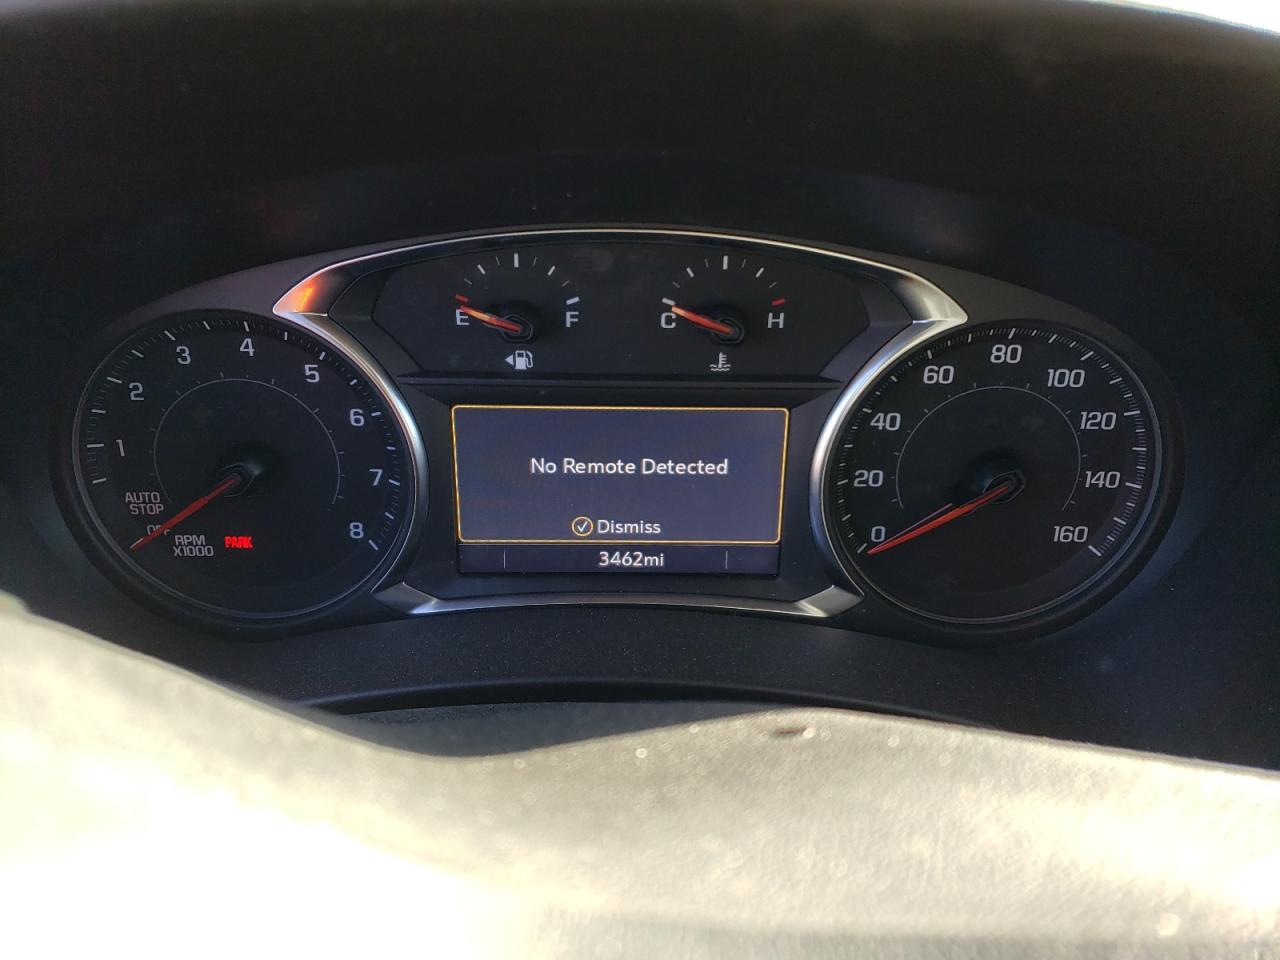 E F
C H
1 2 3 4 5 6 7 8
AUTO
STOP
RPM
X1000
PARK
No Remote Detected
Dismiss
3462mi
0 20 40 60 80 100 120 140 160